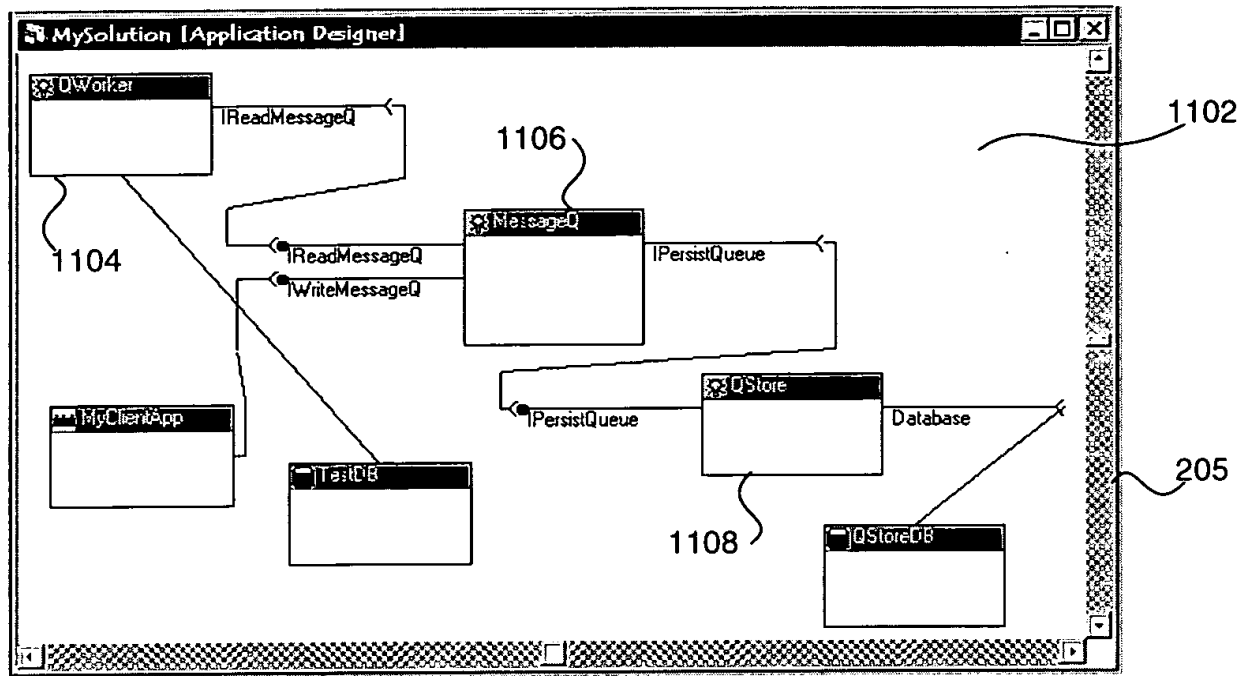 MySolution [Application Designer]
QWorker
IReadMessageQ
1102
1106
MessageQ
1104
IReadMessageQ
IPersistQueue
IWriteMessageQ
QStore
MyClientApp
IPersistQueue
Database
TestDB
205
1108
QStoreDB